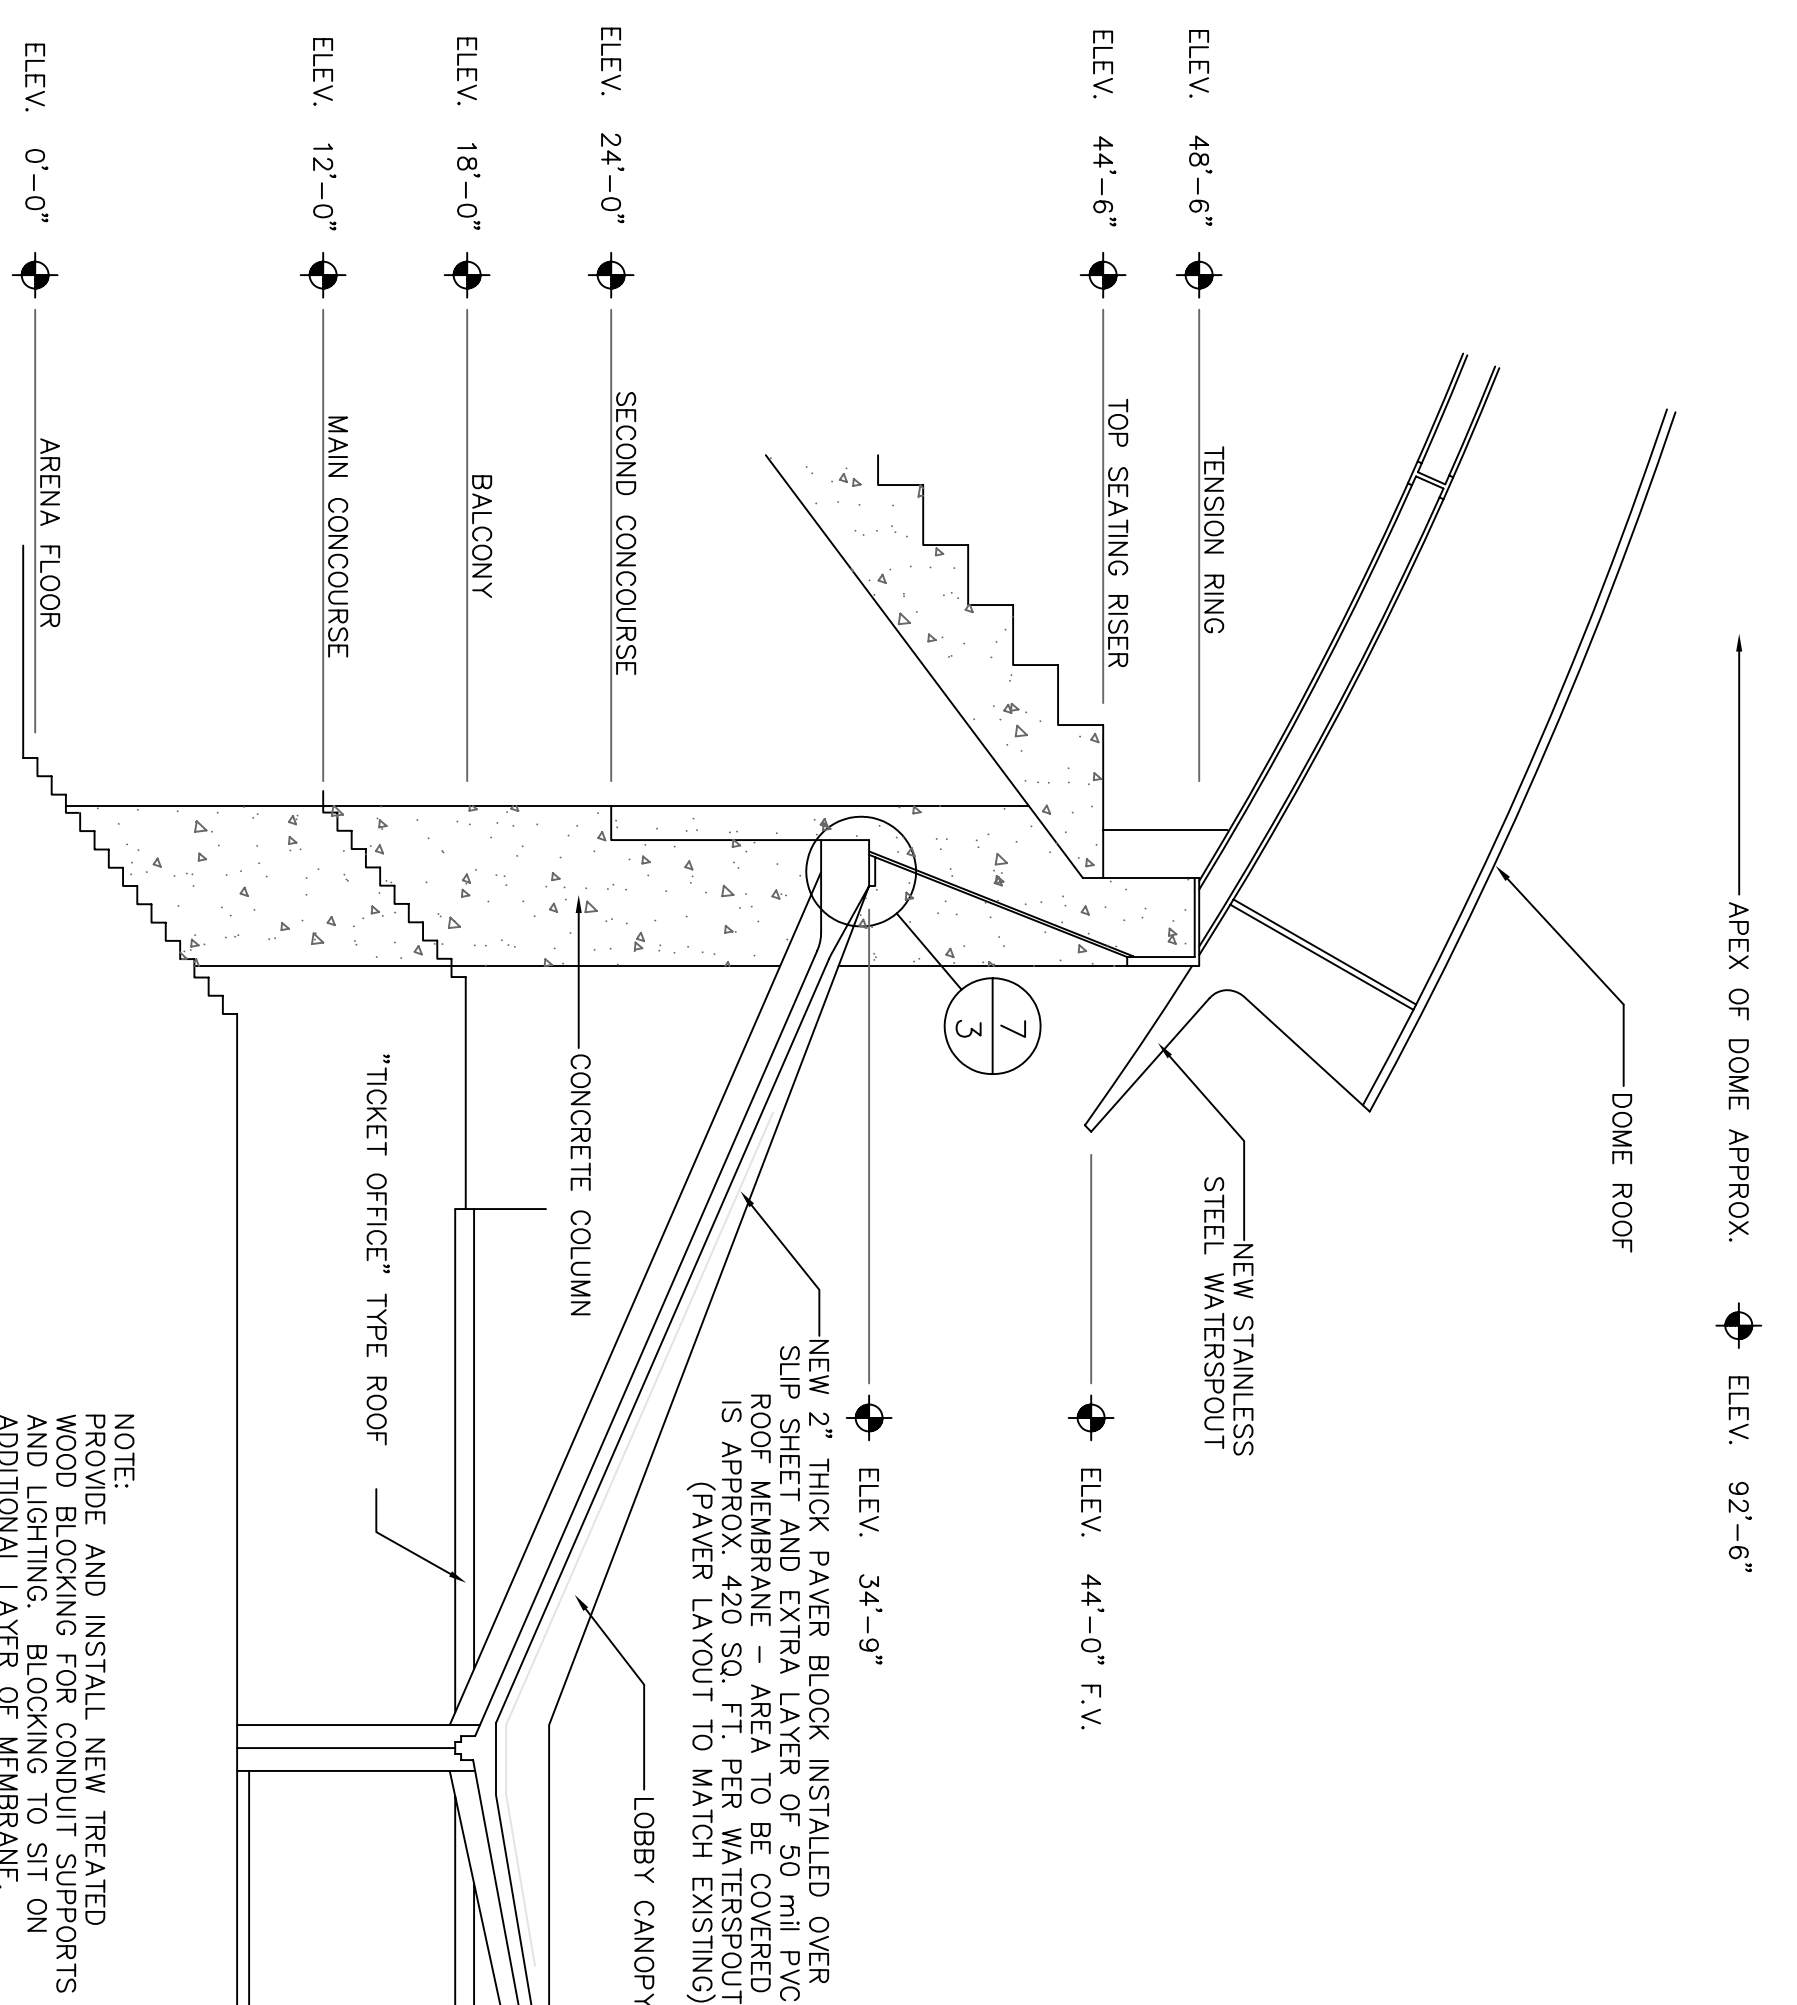 APEX OF DOME APPROX.
ELEV. 92'-6"
DOME ROOF
ELEV. 48'-6"
TENSION RING
NEW STAINLESS
STEEL WATERSPOUT
ELEV. 44'-6"
TOP SEATING RISER
ELEV. 44'-0" F.V.
7
3
ELEV. 34'-9"
NEW 2" THICK PAVER BLOCK INSTALLED OVER
SLIP SHEET AND EXTRA LAYER OF 50 mil PVC
ROOF MEMBRANE - AREA TO BE COVERED
IS APPROX. 420 SQ. FT. PER WATERSPOUT
(PAVER LAYOUT TO MATCH EXISTING)
ELEV. 24'-0"
SECOND CONCOURSE
LOBBY CANOPY
CONCRETE COLUMN
ELEV. 18'-0"
BALCONY
"TICKET OFFICE" TYPE ROOF
ELEV. 12'-0"
MAIN CONCOURSE
ELEV. 0'-0"
ARENA FLOOR
NOTE:
PROVIDE AND INSTALL NEW TREATED
WOOD BLOCKING FOR CONDUIT SUPPORTS
AND LIGHTING. BLOCKING TO SIT ON
ADDITIONAL LAYER OF MEMBRANE.